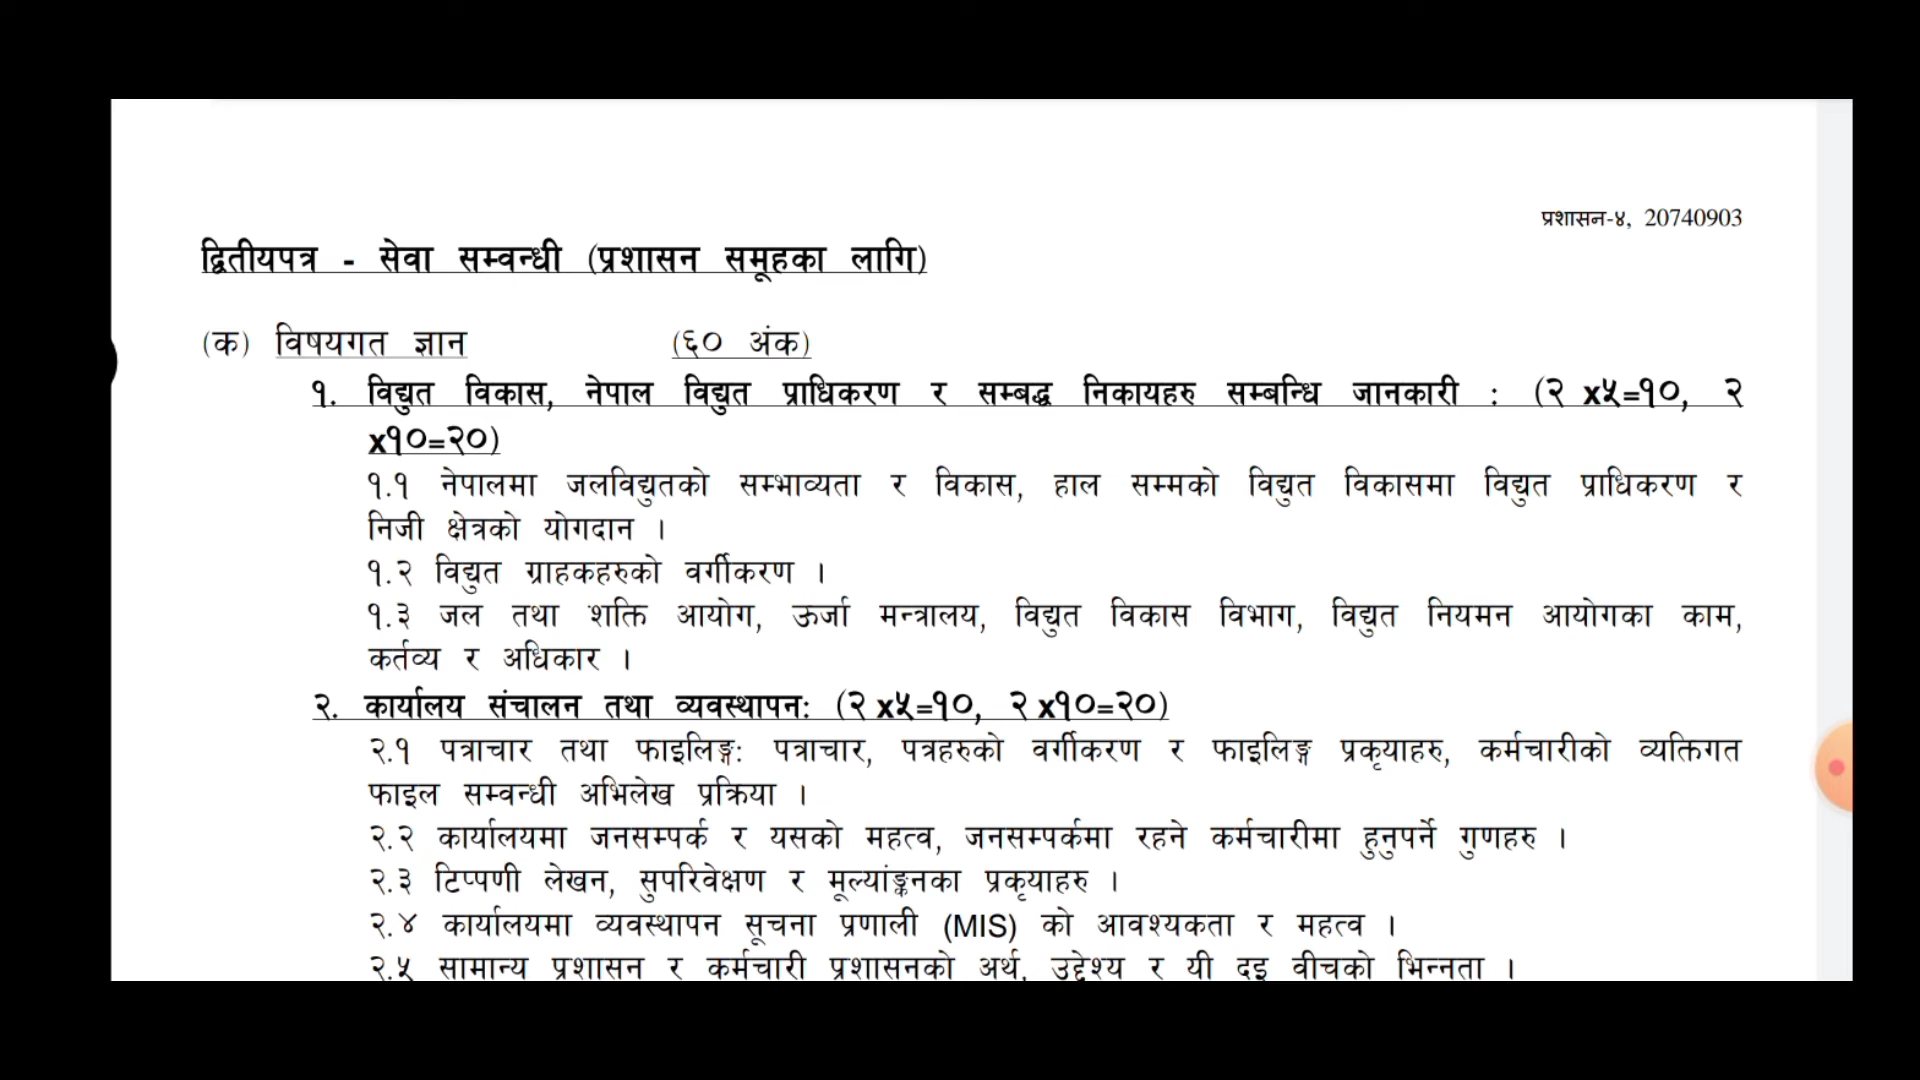 प्रशासन-४, 20740903
द्वितीयपत्र - सेवा सम्वन्धी (प्रशासन समूहका लागि)
(क) विषयगत ज्ञान (६० अंक)
१. विद्युत विकास, नेपाल विद्युत प्राधिकरण र सम्बद्ध निकायहरु सम्बन्धि जानकारी : (२ x५=१०, २
x१०=२०)
१.१ नेपालमा जलविद्युतको सम्भाव्यता र विकास, हाल सम्मको विद्युत विकासमा विद्युत प्राधिकरण र
निजी क्षेत्रको योगदान ।
१.२ विद्युत ग्राहकहरुको वर्गीकरण ।
१.३ जल तथा शक्ति आयोग, ऊर्जा मन्त्रालय, विद्युत विकास विभाग, विद्युत नियमन आयोगका काम,
कर्तव्य र अधिकार ।
२. कार्यालय संचालन तथा व्यवस्थापनः (२ x५=१०, २ x१०=२०)
२.१ पत्राचार तथा फाइलिङ्गः पत्राचार, पत्रहरुको वर्गीकरण र फाइलिङ्ग प्रकृयाहरु, कर्मचारीको व्यक्तिगत
फाइल सम्वन्धी अभिलेख प्रक्रिया ।
२.२ कार्यालयमा जनसम्पर्क र यसको महत्व, जनसम्पर्कमा रहने कर्मचारीमा हुनुपर्ने गुणहरु ।
२.३ टिप्पणी लेखन, सुपरिवेक्षण र मूल्यांङ्कनका प्रकृयाहरु ।
२.४ कार्यालयमा व्यवस्थापन सूचना प्रणाली (MIS) को आवश्यकता र महत्व ।
२.५ सामान्य प्रशासन र कर्मचारी प्रशासनको अर्थ, उद्देश्य र यी दुइ वीचको भिन्नता ।